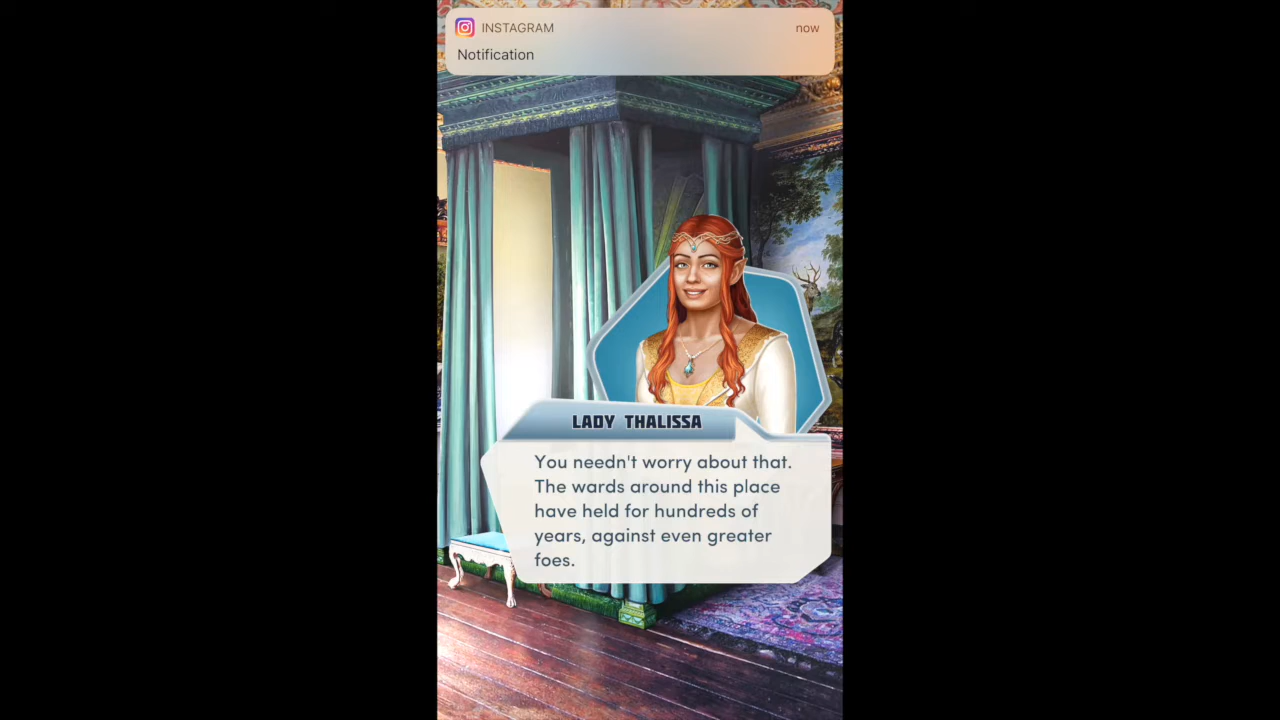 INSTAGRAM now
Notification
LADY THALISSA
You needn't worry about that.
The wards around this place
have held for hundreds of
years, against even greater
foes.